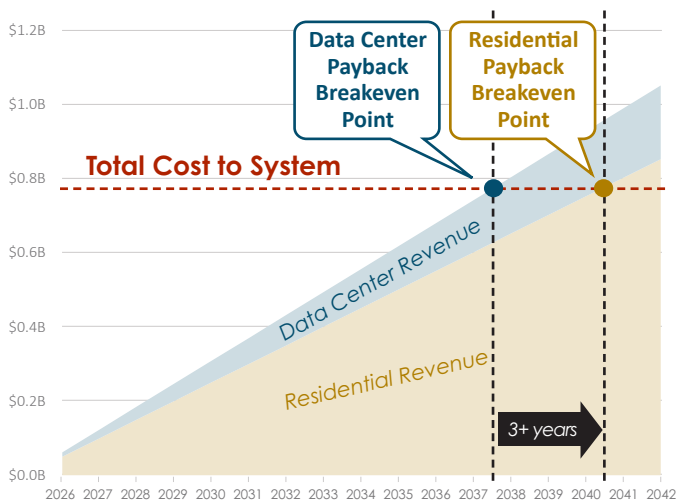 $1.2B
$1.0B
$0.8B
$0.6B
$0.4B
$0.2B
$0.0B
Data Center
Payback
Breakeven
Point
Residential
Payback
Breakeven
Point
Total Cost to System
Data Center Revenue
Residential Revenue
3+ years
2026 2027 2028 2029 2030 2031 2032 2033 2034 2035 2036 2037 2038 2039 2040 2041 2042